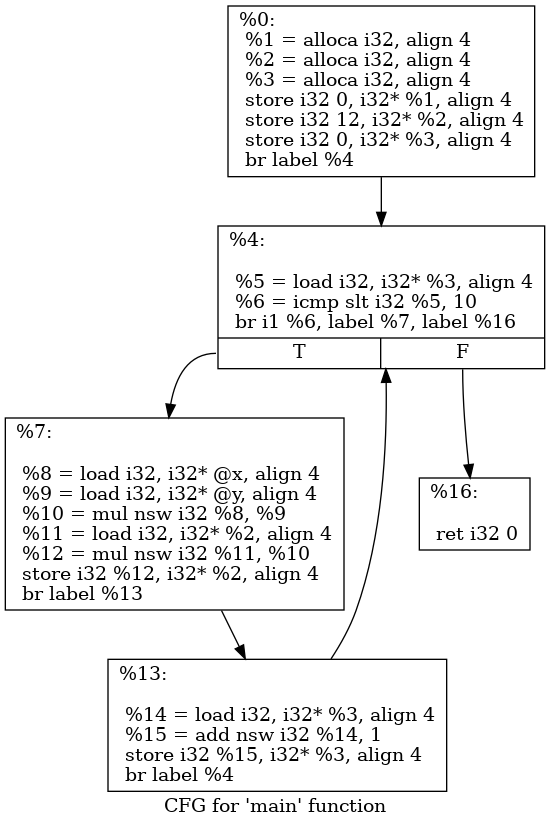 %0:
%1 = alloca i32, align 4
%2 = alloca i32, align 4
%3 = alloca i32, align 4
store i32 0, i32* %1, align 4
store i32 12, i32* %2, align 4
store i32 0, i32* %3, align 4
br label %4
%4:
%5 = load i32, i32* %3, align 4
%6 = icmp slt i32 %5, 10
br i1 %6, label %7, label %16
T F
%7:
%8 = load i32, i32* @x, align 4
%9 = load i32, i32* @y, align 4
%10 = mul nsw i32 %8, %9
%11 = load i32, i32* %2, align 4
%12 = mul nsw i32 %11, %10
store i32 %12, i32* %2, align 4
br label %13
%16:
ret i32 0
%13:
%14 = load i32, i32* %3, align 4
%15 = add nsw i32 %14, 1
store i32 %15, i32* %3, align 4
br label %4
CFG for 'main' function